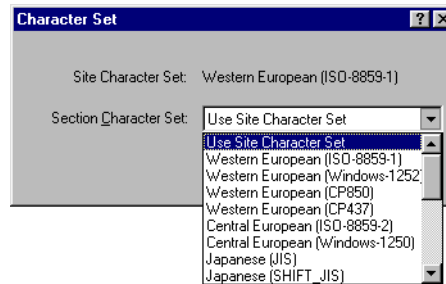 Character Set
Site Character Set: Western European (ISO-8859-1)
Section Character Set: Use Site Character Set
Use Site Character Set
Western European (ISO-8859-1)
Western European (Windows-1252)
Western European (CP850)
Western European (CP437)
Central European (ISO-8859-2)
Central European (Windows-1250)
Japanese (JIS)
Japanese (SHIFT_JIS)